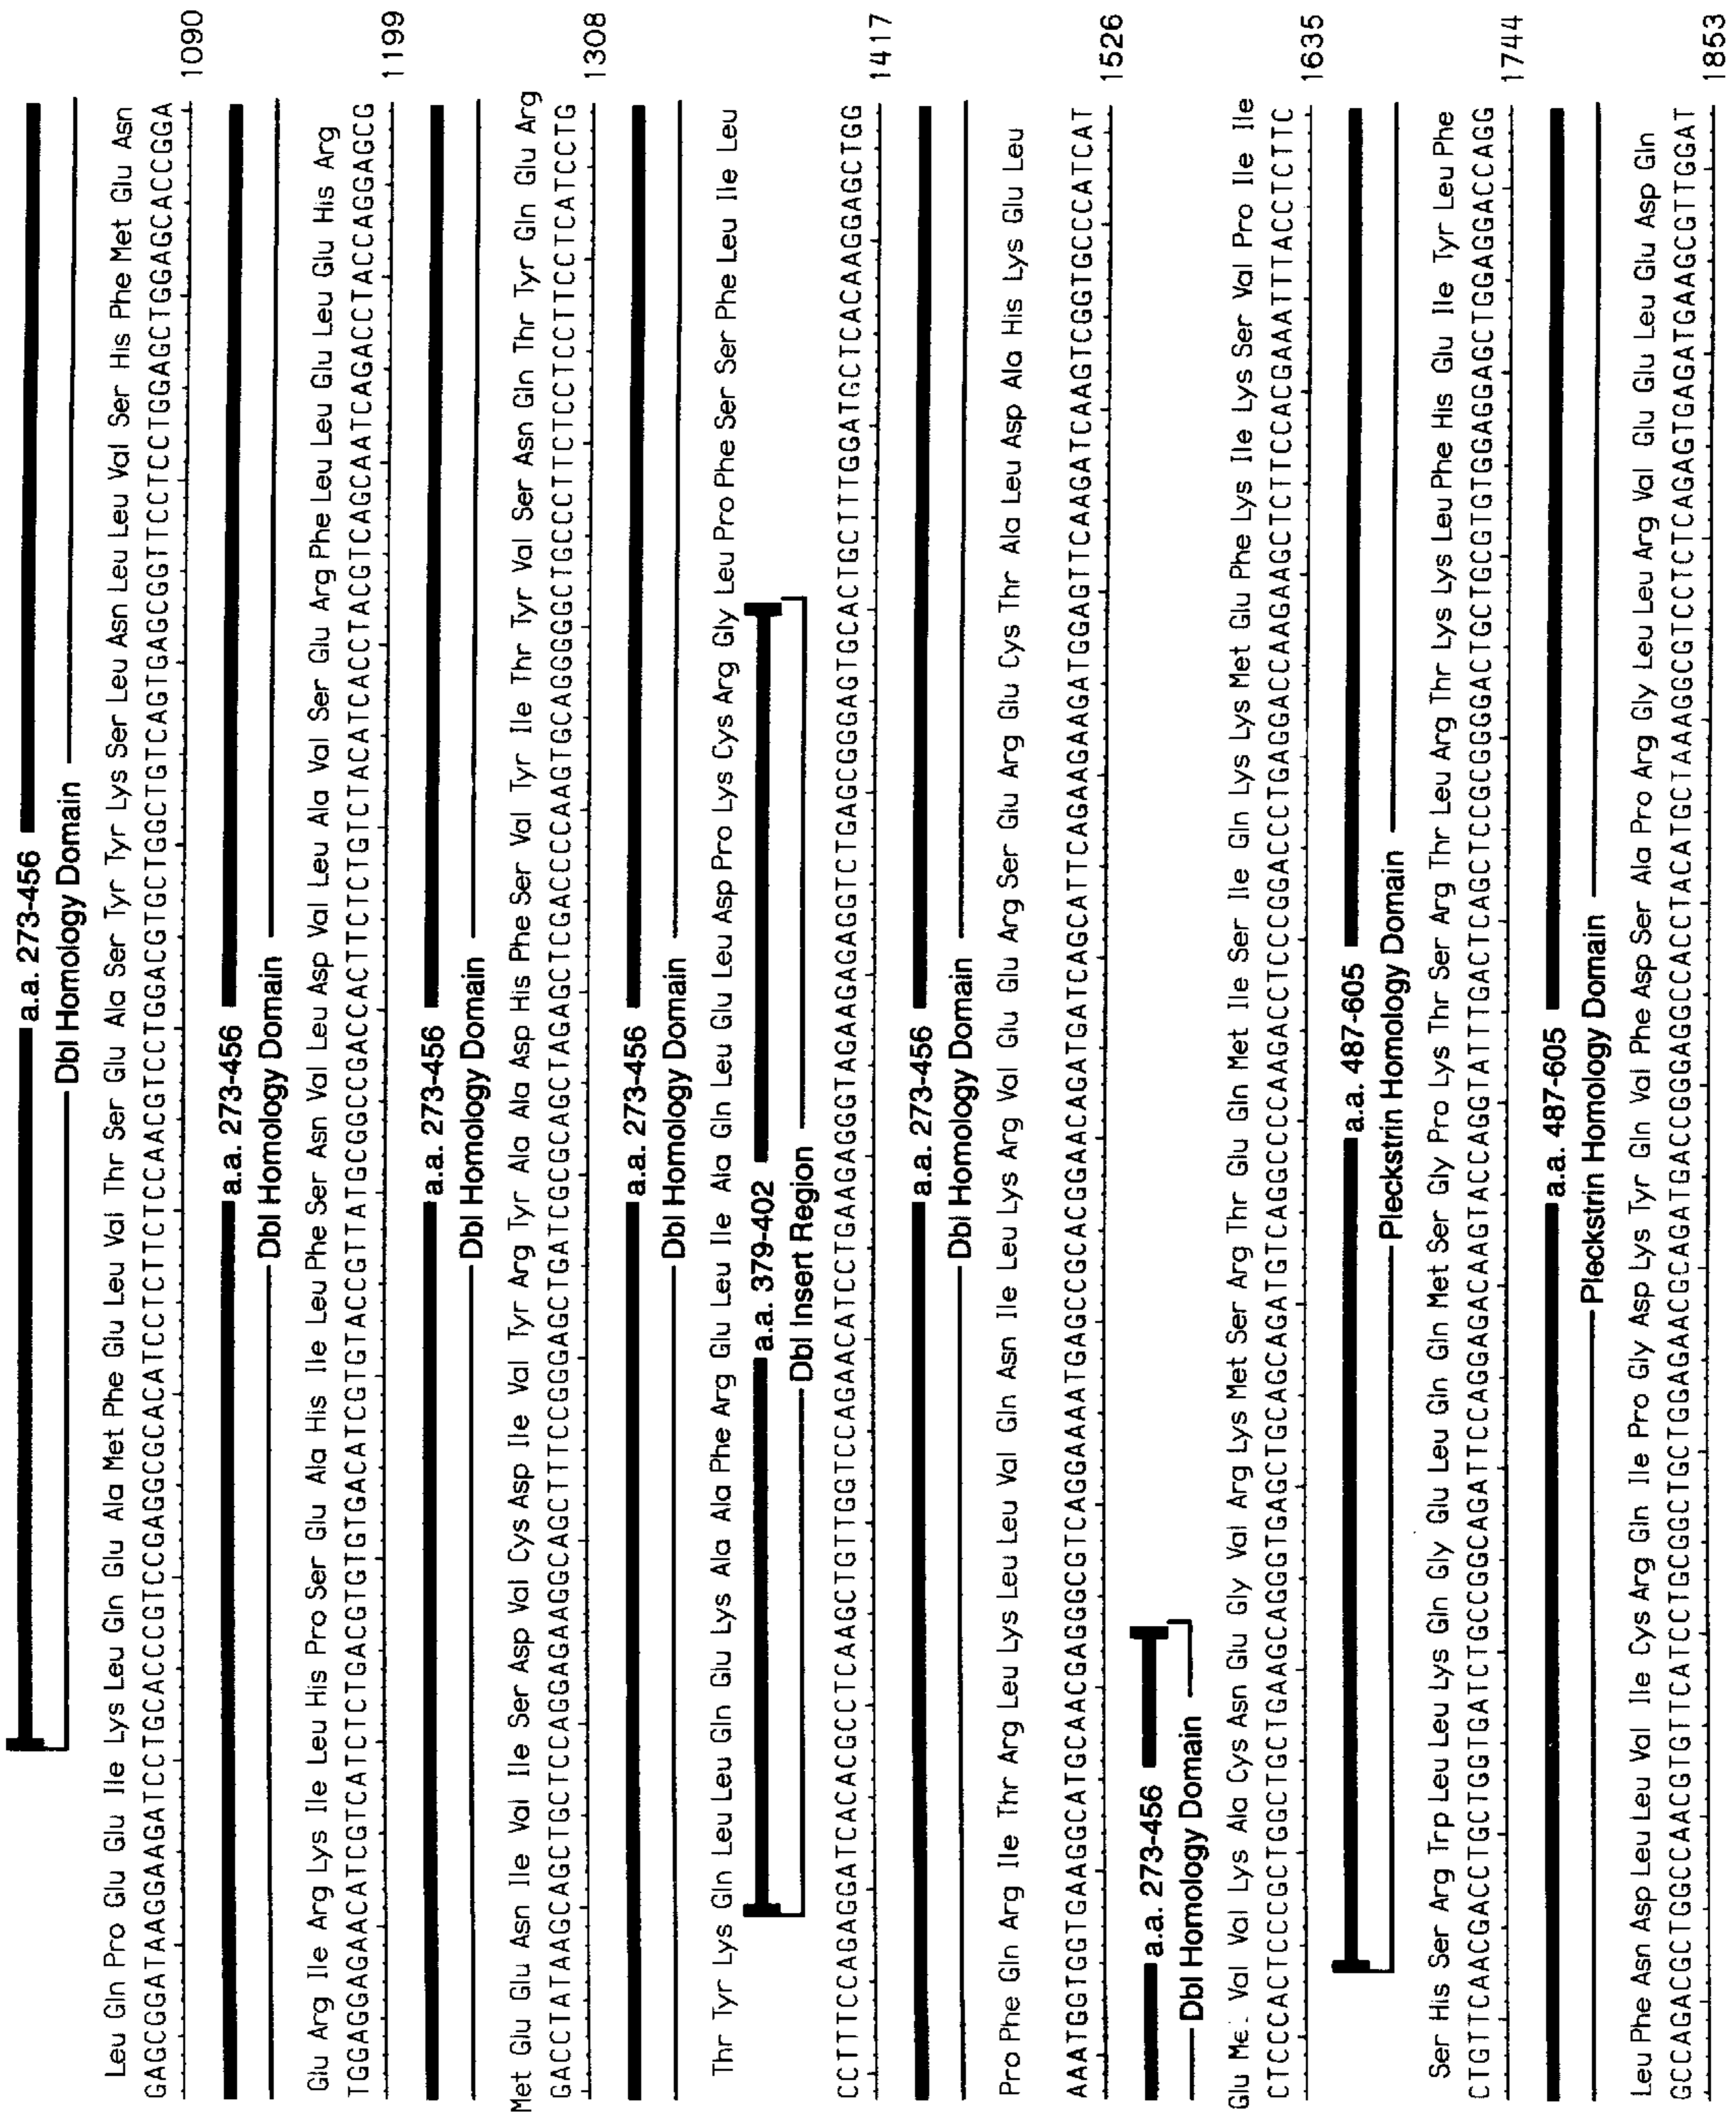 a.a. 273-456
Dbl Homology Domain
Leu Gln Pro Glu Glu Ile Lys Leu Gln Glu Ala Met Phe Glu Leu Val Thr Ser Glu Ala Ser Tyr Tyr Lys Ser Leu Asn Leu Leu Val Ser His Phe Met Glu Asn
GAGCGGATAAGGAAGATCCTGCACCCGTCCGAGGCGCACATCCTCTTCTCCAACGTCCTGGACGTGCTGGCTGTCAGTGAGCGGTTCCTCCTGGAGCTGGAGCACCGGA 1090
a.a. 273-456
Dbl Homology Domain
Glu Arg Ile Arg Lys Ile Leu His Pro Ser Glu Ala His Ile Leu Phe Ser Asn Val Leu Asp Val Leu Ala Val Ser Glu Arg Phe Leu Leu Glu Leu Glu His Arg
TGGAGGAGAACATCGTCATCTCTGACGTGTGTGACATCGTGTACCGTTATGCGGCCGACCACTTCTCTGTCTACATCACCTACGTCAGCAATCAGACCTACCAGGAGCG 1199
a.a. 273-456
Dbl Homology Domain
Met Glu Glu Asn Ile Val Ile Ser Asp Val Cys Asp Ile Val Tyr Arg Tyr Ala Ala Asp His Phe Ser Val Tyr Ile Thr Tyr Val Ser Asn Gln Thr Tyr Gln Glu Arg
GACCTATAAGCAGCTGCTCCAGGAGAAGGCAGCTTTCCGGGAGCTGATCGCGCAGCTAGAGCTCGACCCCAAGTGCAGGGGGCTGCCCTTCTCCTCCTTCCTCATCCTG 1308
a.a. 273-456
Dbl Homology Domain
Thr Tyr Lys Gln Leu Leu Gln Glu Lys Ala Ala Phe Arg Glu Leu Ile Ala Gln Leu Glu Leu Asp Pro Lys Cys Arg Gly Leu Pro Phe Ser Ser Phe Leu Ile Leu
a.a. 379-402
Dbl Insert Region
CCTTTCCAGAGGATCACACGCCTCAAGCTGTTGGTCCAGAACATCCTGAAGAGGGTAGAAGAGAGGTCTGAGCGGGAGTGCACTGCTTTGGATGCTCACAAGGAGCTGG 1417
a.a. 273-456
Dbl Homology Domain
Pro Phe Gln Arg Ile Thr Arg Leu Lys Leu Leu Val Gln Asn Ile Leu Lys Arg Val Glu Glu Arg Ser Glu Arg Glu Cys Thr Ala Leu Asp Ala His Lys Glu Leu
AAATGGTGGTGAAGGCATGCAACGAGGGCGTCAGGAAAATGAGCCGCACGGAACAGATGATCAGCATTCAGAAGAAGATGGAGTTCAAGATCAAGTCGGTGCCCATCAT 1526
a.a. 273-456
Dbl Homology Domain
Glu Val Val Lys Ala Cys Asn Glu Gly Val Arg Lys Met Ser Arg Thr Glu Gln Met Ile Ser Ile Gln Lys Lys Met Glu Phe Lys Ile Lys Ser Val Pro Ile Ile
CTCCCACTCCCGCTGGCTGCTGAAGCAGGGTGAGCTGCAGCAGATGTCAGGCCCCAAGACCTCCCGGACCCTGAGGACCAAGAAGCTCTTCCACGAAATTTACCTCTTC 1635
a.a. 487-605
Pleckstrin Homology Domain
Ser His Ser Arg Trp Leu Leu Lys Gln Gly Glu Leu Gln Gln Met Ser Gly Pro Lys Thr Ser Arg Thr Leu Arg Thr Lys Lys Leu Phe His Glu Ile Tyr Leu Phe
CTGTTCAACGACCTGCTGGTGATCTGCCGGCAGATTCCAGGAGACAAGTACCAGGTATTTGACTCAGCTCCGCGGGGACTGCTGCGTGTGGAGGAGCTGGAGGACCAGG 1744
a.a. 487-605
Pleckstrin Homology Domain
Leu Phe Asn Asp Leu Leu Val Ile Cys Arg Gln Ile Pro Gly Asp Lys Tyr Gln Val Phe Asp Ser Ala Pro Arg Gly Leu Leu Arg Val Glu Glu Leu Glu Asp Gln
GCCAGACGCTGGCCAACGTGTTCATCCTGCGGCTGCTGGAGAACGCAGATGACCGGGAGGCCACCTACATGCTAAAGGCGTCCTCTCAGAGTGAGATGAAGCGTTGGAT 1853